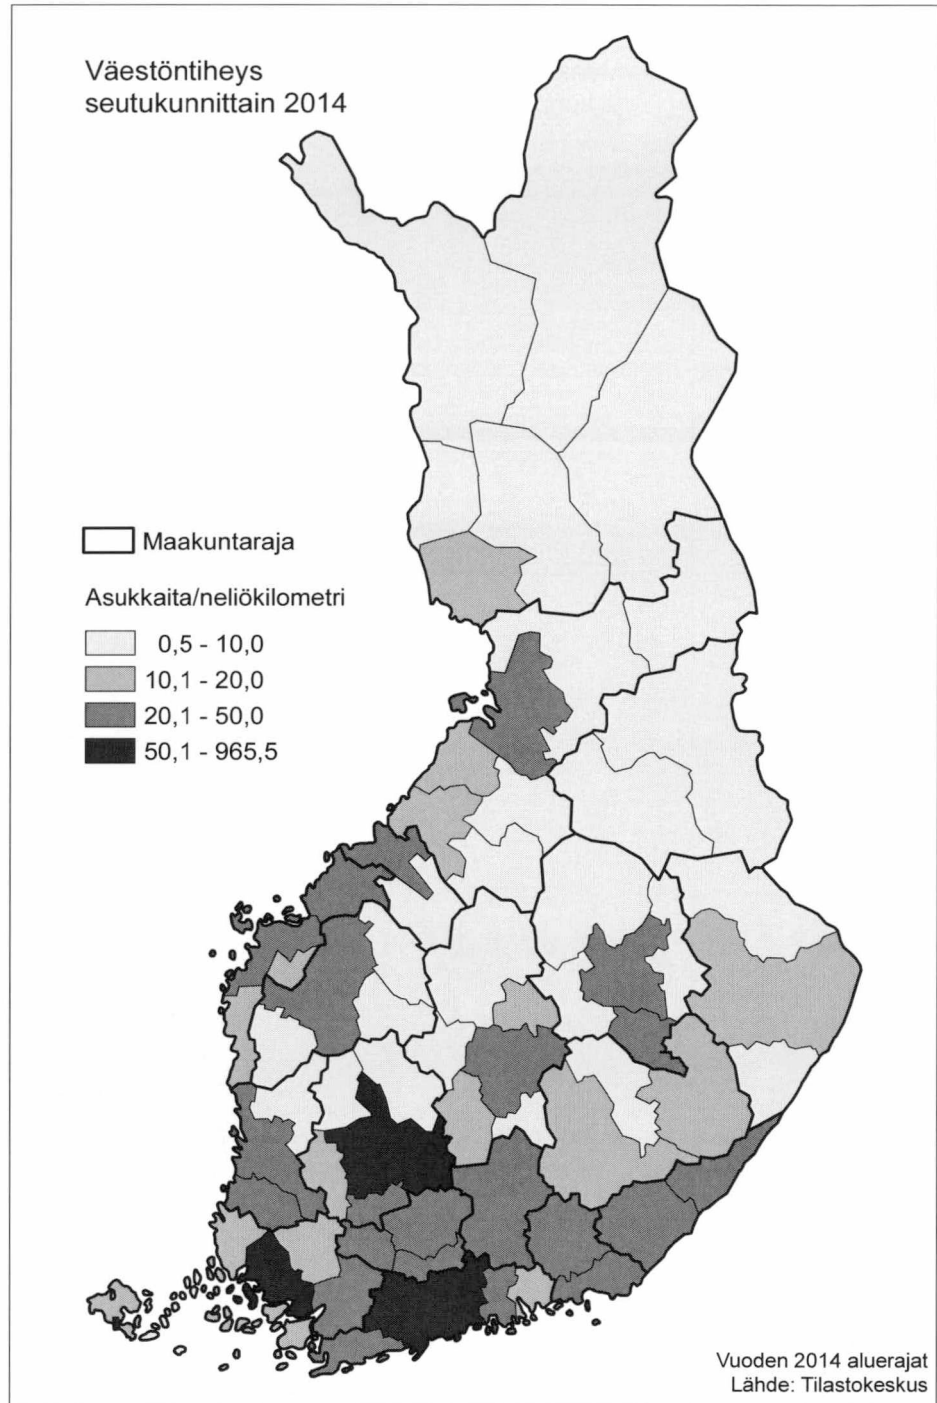 Väestöntiheys
seutukunnittain 2014
Maakuntaraja
Asukkaita/neliökilometri
0,5 - 10,0
10,1 - 20,0
20,1 - 50,0
50,1 - 965,5
Vuoden 2014 aluerajat
Lähde: Tilastokeskus